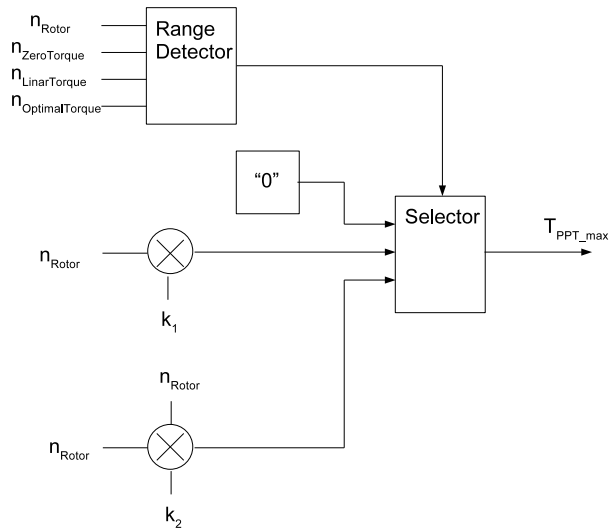 n_Rotor
n_ZeroTorque
n_LinarTorque
n_OptimalTorque
Range
Detector
“0”
Selector
T_PPT_max
n_Rotor
k_1
n_Rotor
n_Rotor
k_2